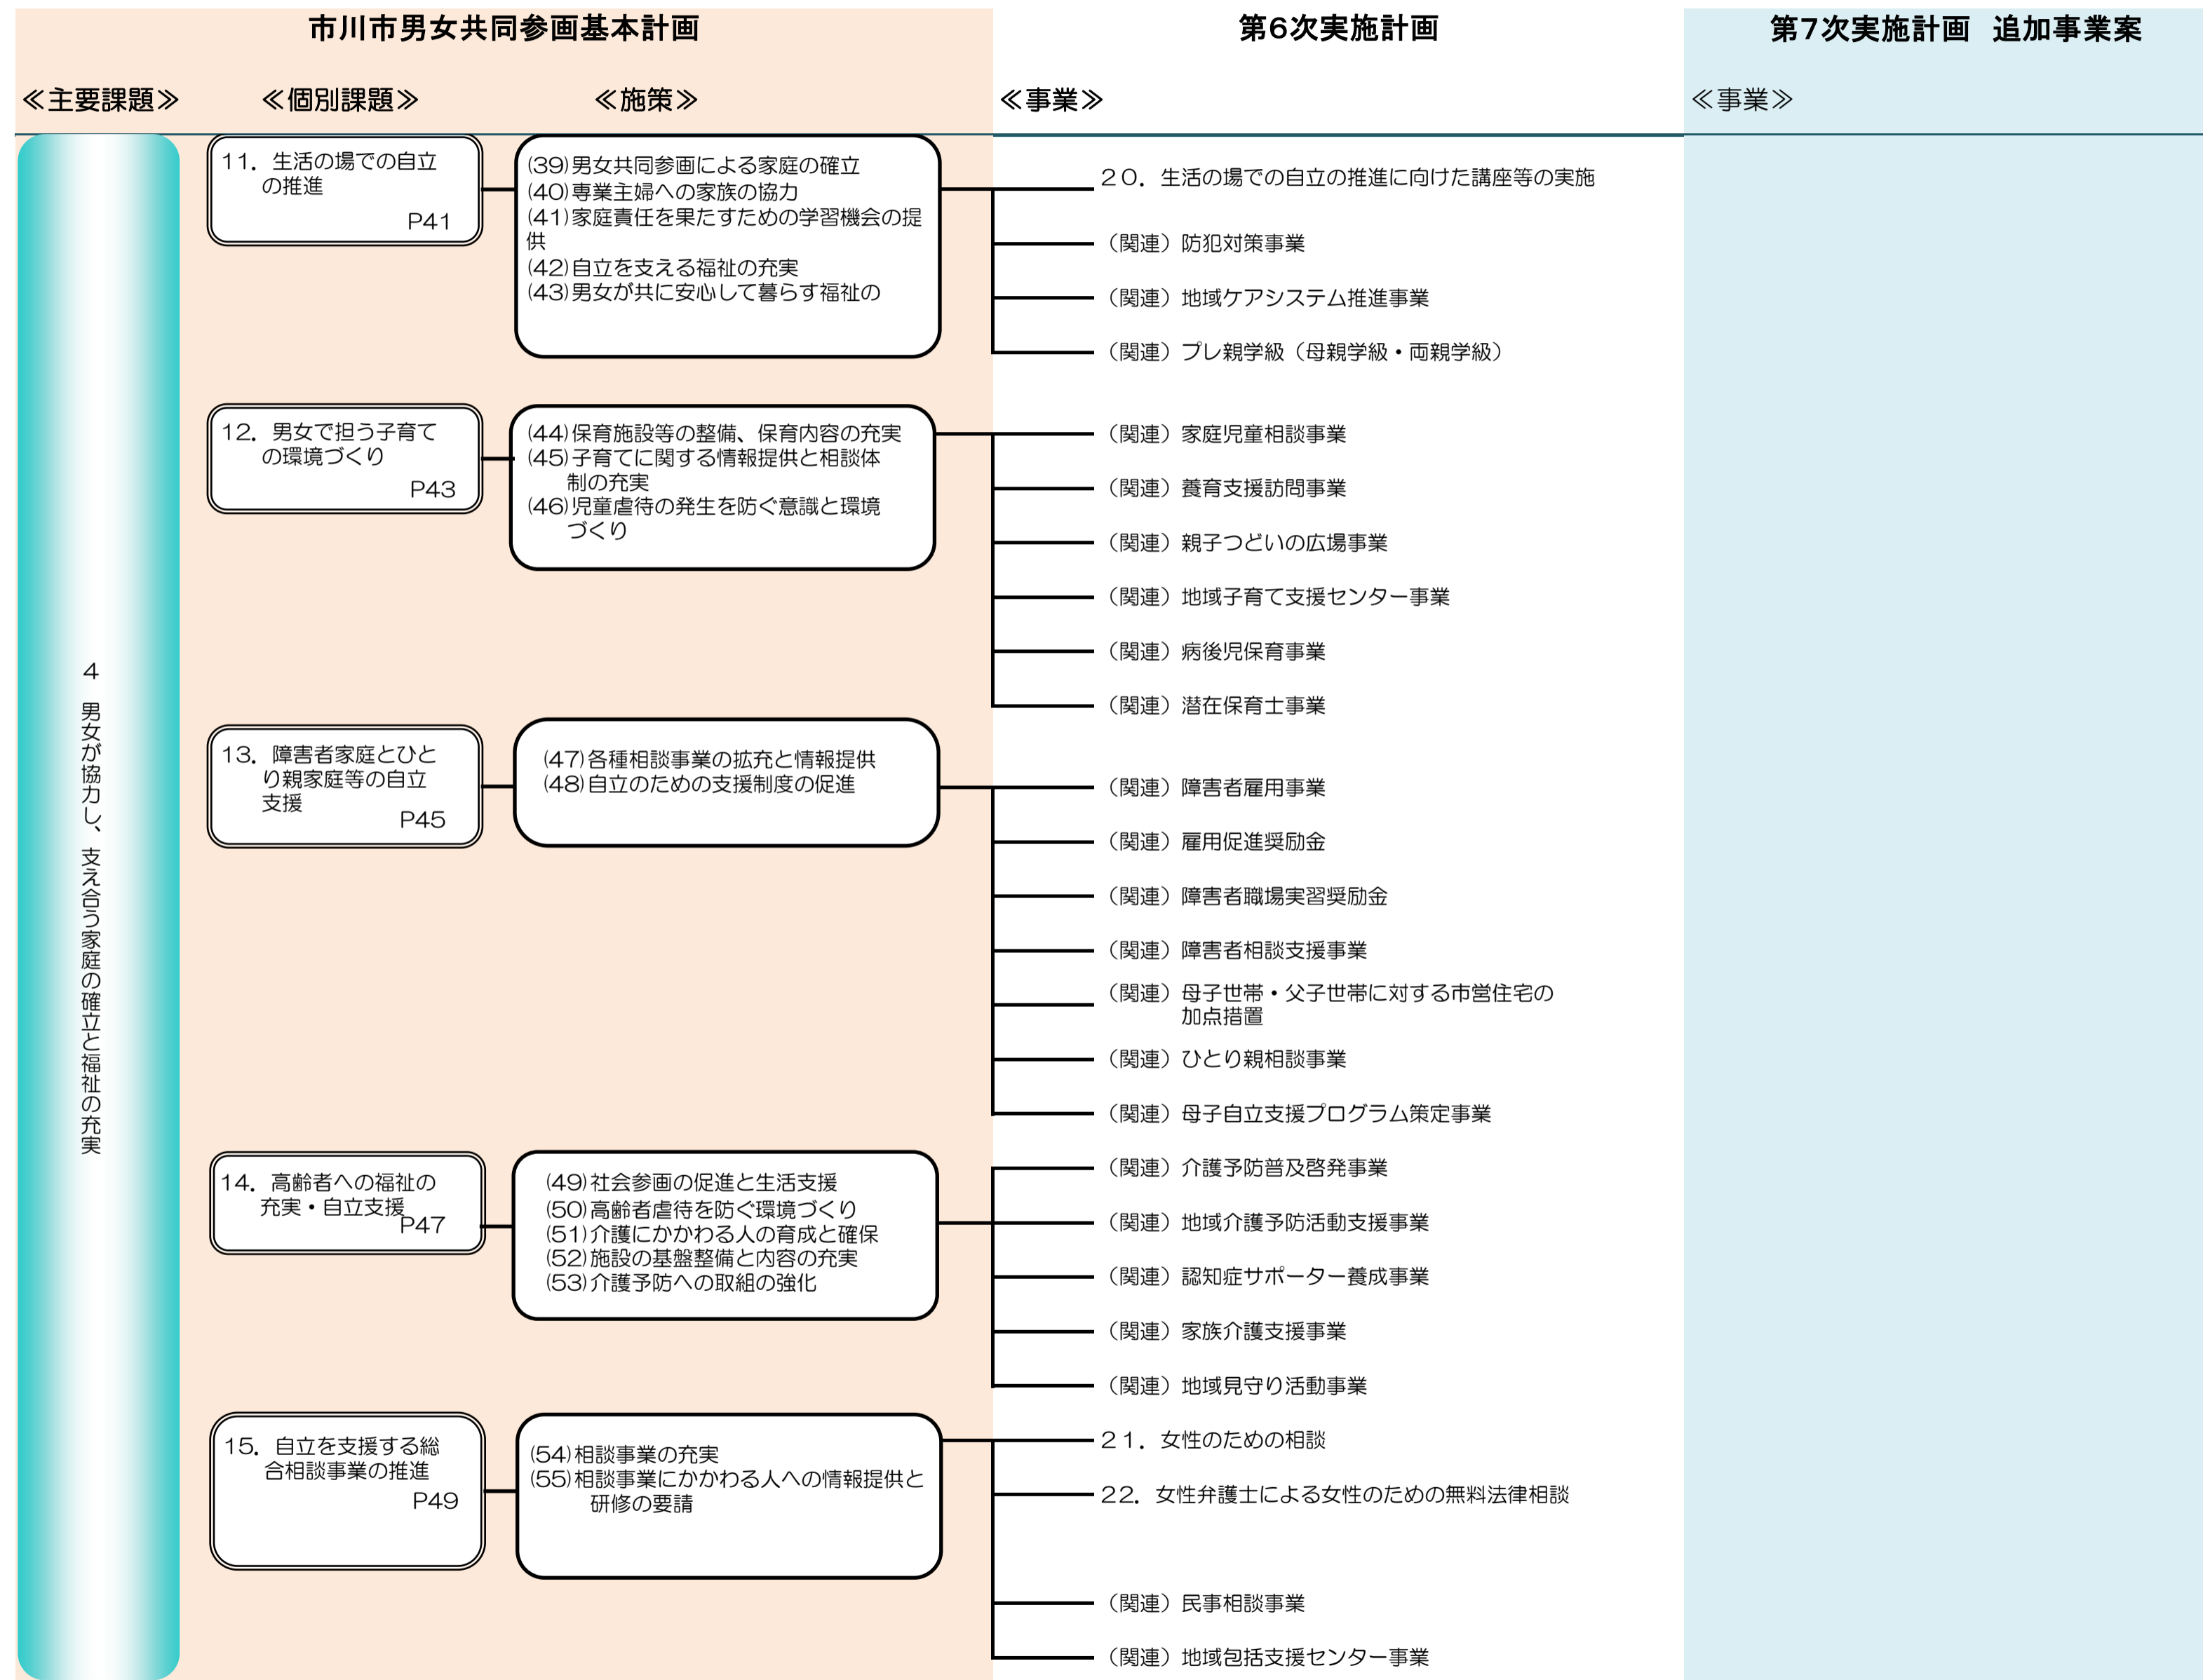 市川市男女共同参画基本計画
第6次実施計画
第7次実施計画　追加事業案
≪主要課題≫
≪個別課題≫
≪施策≫
≪事業≫
≪事業≫
4　男女が協力し、支え合う家庭の確立と福祉の充実
11．生活の場での自立
の推進
P41
(39)男女共同参画による家庭の確立
(40)専業主婦への家族の協力
(41)家庭責任を果たすための学習機会の提
供
(42)自立を支える福祉の充実
(43)男女が共に安心して暮らす福祉の
２０．生活の場での自立の推進に向けた講座等の実施
（関連）防犯対策事業
（関連）地域ケアシステム推進事業
（関連）プレ親学級（母親学級・両親学級）
12．男女で担う子育て
の環境づくり
P43
(44)保育施設等の整備、保育内容の充実
(45)子育てに関する情報提供と相談体
制の充実
(46)児童虐待の発生を防ぐ意識と環境
づくり
（関連）家庭児童相談事業
（関連）養育支援訪問事業
（関連）親子つどいの広場事業
（関連）地域子育て支援センター事業
（関連）病後児保育事業
（関連）潜在保育士事業
13．障害者家庭とひと
り親家庭等の自立
支援
P45
(47)各種相談事業の拡充と情報提供
(48)自立のための支援制度の促進
（関連）障害者雇用事業
（関連）雇用促進奨励金
（関連）障害者職場実習奨励金
（関連）障害者相談支援事業
（関連）母子世帯・父子世帯に対する市営住宅の
加点措置
（関連）ひとり親相談事業
（関連）母子自立支援プログラム策定事業
14．高齢者への福祉の
充実・自立支援
P47
(49)社会参画の促進と生活支援
(50)高齢者虐待を防ぐ環境づくり
(51)介護にかかわる人の育成と確保
(52)施設の基盤整備と内容の充実
(53)介護予防への取組の強化
（関連）介護予防普及啓発事業
（関連）地域介護予防活動支援事業
（関連）認知症サポーター養成事業
（関連）家族介護支援事業
（関連）地域見守り活動事業
15．自立を支援する総
合相談事業の推進
P49
(54)相談事業の充実
(55)相談事業にかかわる人への情報提供と
研修の要請
２１．女性のための相談
２２．女性弁護士による女性のための無料法律相談
（関連）民事相談事業
（関連）地域包括支援センター事業